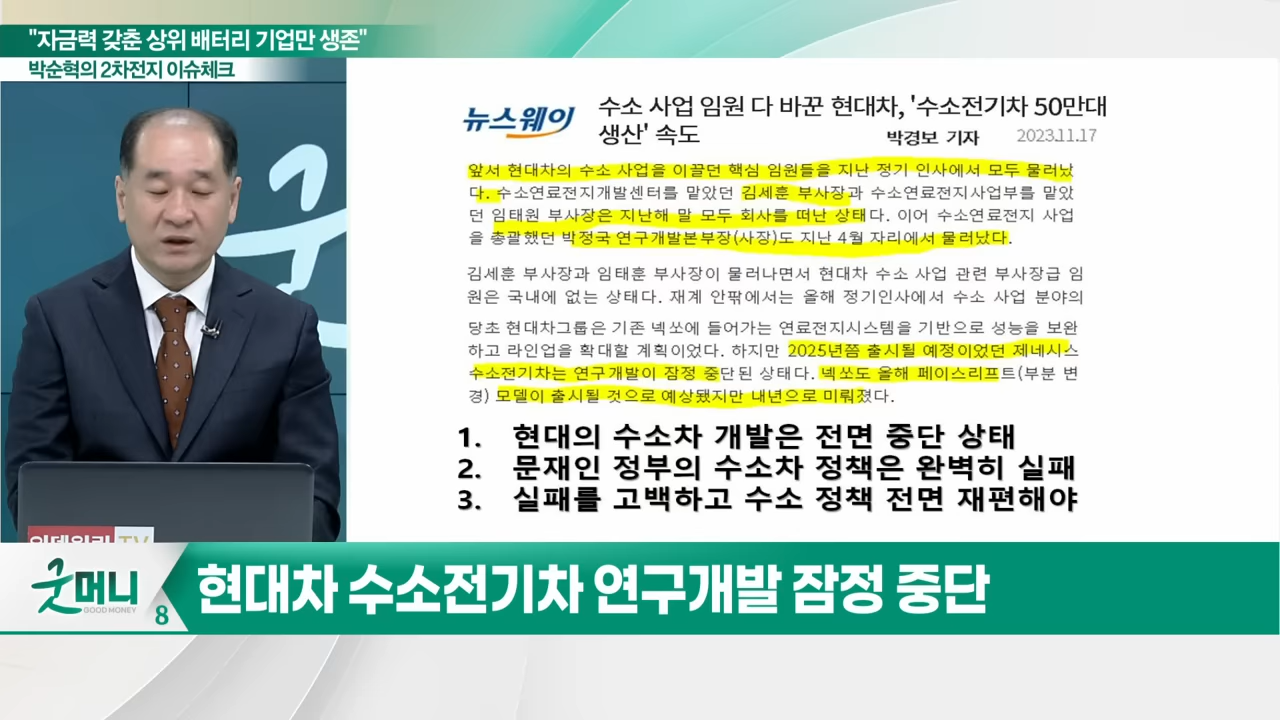 "자금력 갖춘 상위 배터리 기업만 생존"
박순혁의 2차전지 이슈체크
뉴스웨이
수소 사업 임원 다 바꾼 현대차, '수소전기차 50만대
생산' 속도
박경보 기자
2023.11.17
앞서 현대차의 수소 사업을 이끌던 핵심 임원들을 지난 정기 인사에서 모두 물러났
다. 수소연료전지개발센터를 맡았던 김세훈 부사장과 수소연료전지사업부를 맡았
던 임태원 부사장은 지난해 말 모두 회사를 떠난 상태다. 이어 수소연료전지 사업
을 총괄했던 박정국 연구개발본부장(사장)도 지난 4월 자리에서 물러났다.
김세훈 부사장과 임태훈 부사장이 물러나면서 현대차 수소 사업 관련 부사장급 임
원은 국내에 없는 상태다. 재계 안팎에서는 올해 정기인사에서 수소 사업 분야의
당초 현대차그룹은 기존 넥쏘에 들어가는 연료전지시스템을 기반으로 성능을 보완
하고 라인업을 확대할 계획이었다. 하지만 2025년쯤 출시될 예정이었던 제네시스
수소전기차는 연구개발이 잠정 중단된 상태다. 넥쏘도 올해 페이스리프트(부분 변
경) 모델이 출시될 것으로 예상됐지만 내년으로 미뤄졌다.
1. 현대의 수소차 개발은 전면 중단 상태
2. 문재인 정부의 수소차 정책은 완벽히 실패
3. 실패를 고백하고 수소 정책 전면 재편해야
이데일리 TV
굿머니
GOOD MONEY
8
현대차 수소전기차 연구개발 잠정 중단